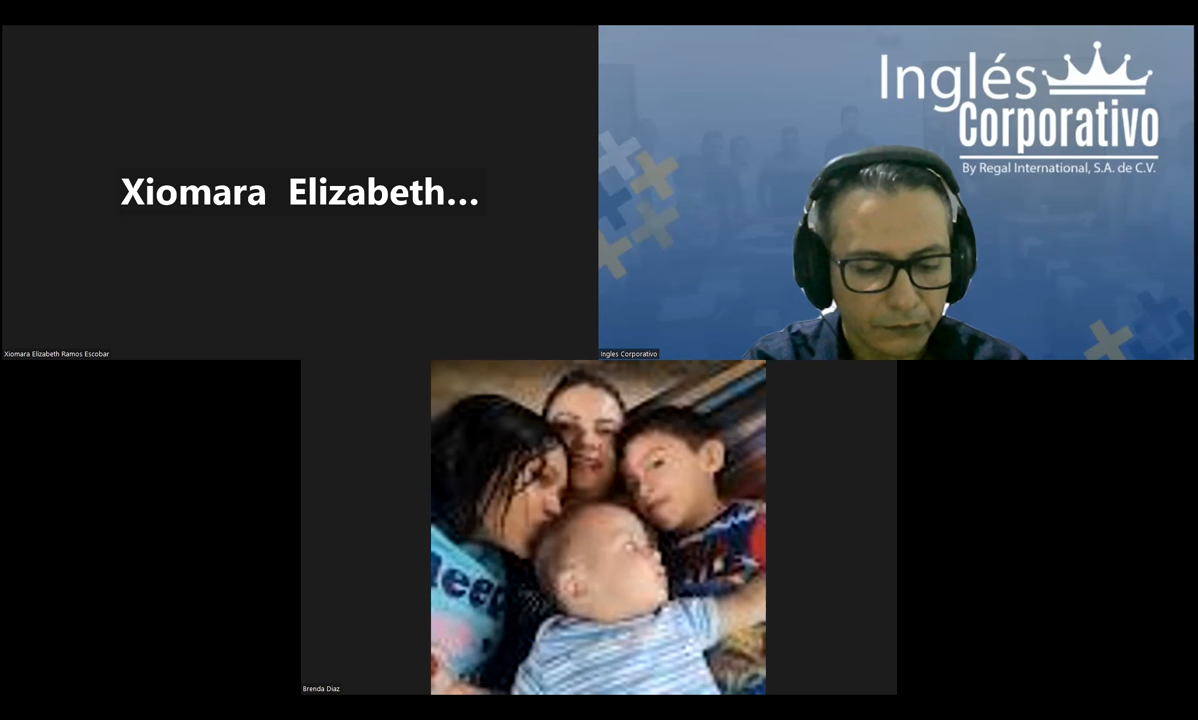 Xiomara Elizabeth...
Xiomara Elizabeth Ramos Escobar
Inglés
Corporativo
By Regal International, S.A. de C.V.
Ingles Corporativo
Brenda Diaz